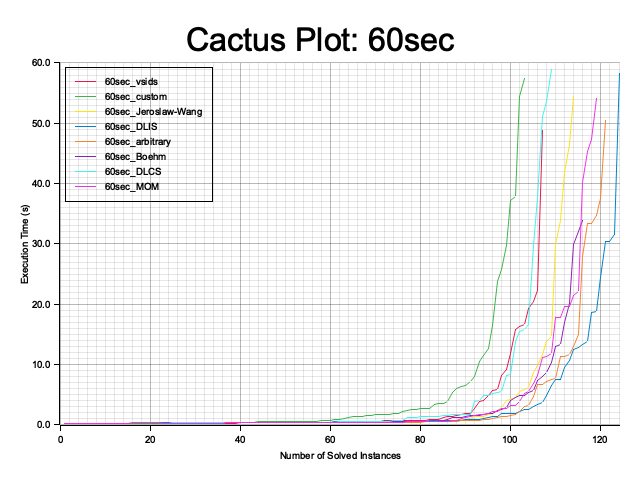 Cactus Plot: 60sec
60.0
60sec_vsids
60sec_custom
60sec_Jeroslaw-Wang
60sec_DLIS
60sec_arbitrary
60sec_Boehm
60sec_DLCS
60sec_MOM
50.0
40.0
30.0
20.0
10.0
0.0
Execution Time (s)
0 20 40 60 80 100 120
Number of Solved Instances